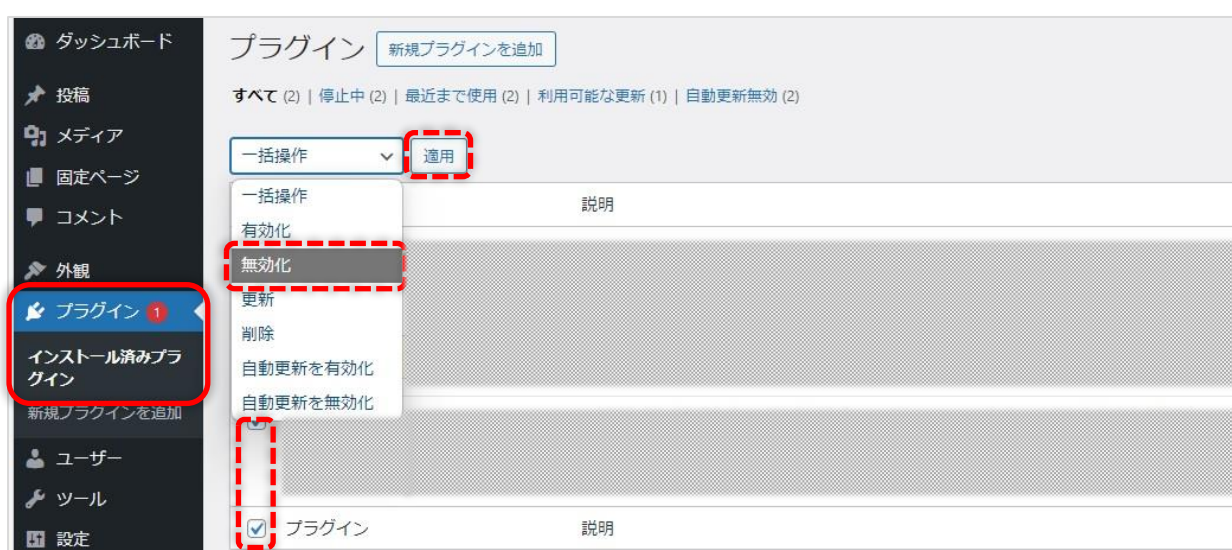 ダッシュボード
投稿
メディア
固定ページ
コメント
外観
プラグイン 1
インストール済みプラ
グイン
新規プラグインを追加
ユーザー
ツール
設定
プラグイン 新規プラグインを追加
すべて (2) | 停止中 (2) | 最近まで使用 (2) | 利用可能な更新 (1) | 自動更新無効 (2)
一括操作 適用
一括操作
有効化
無効化
更新
削除
自動更新を有効化
自動更新を無効化
説明
プラグイン 説明